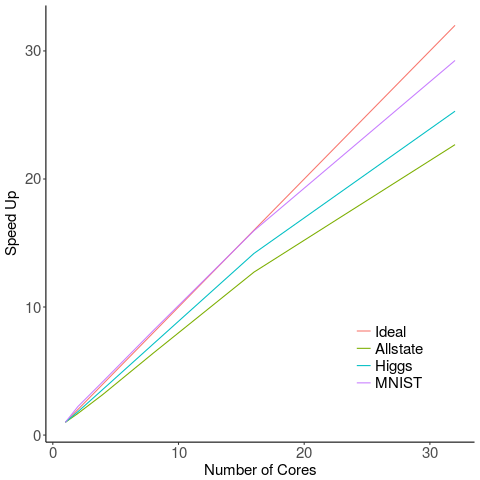 30
20
10
0
0 10 20 30
Speed Up
Number of Cores
Ideal
Allstate
Higgs
MNIST